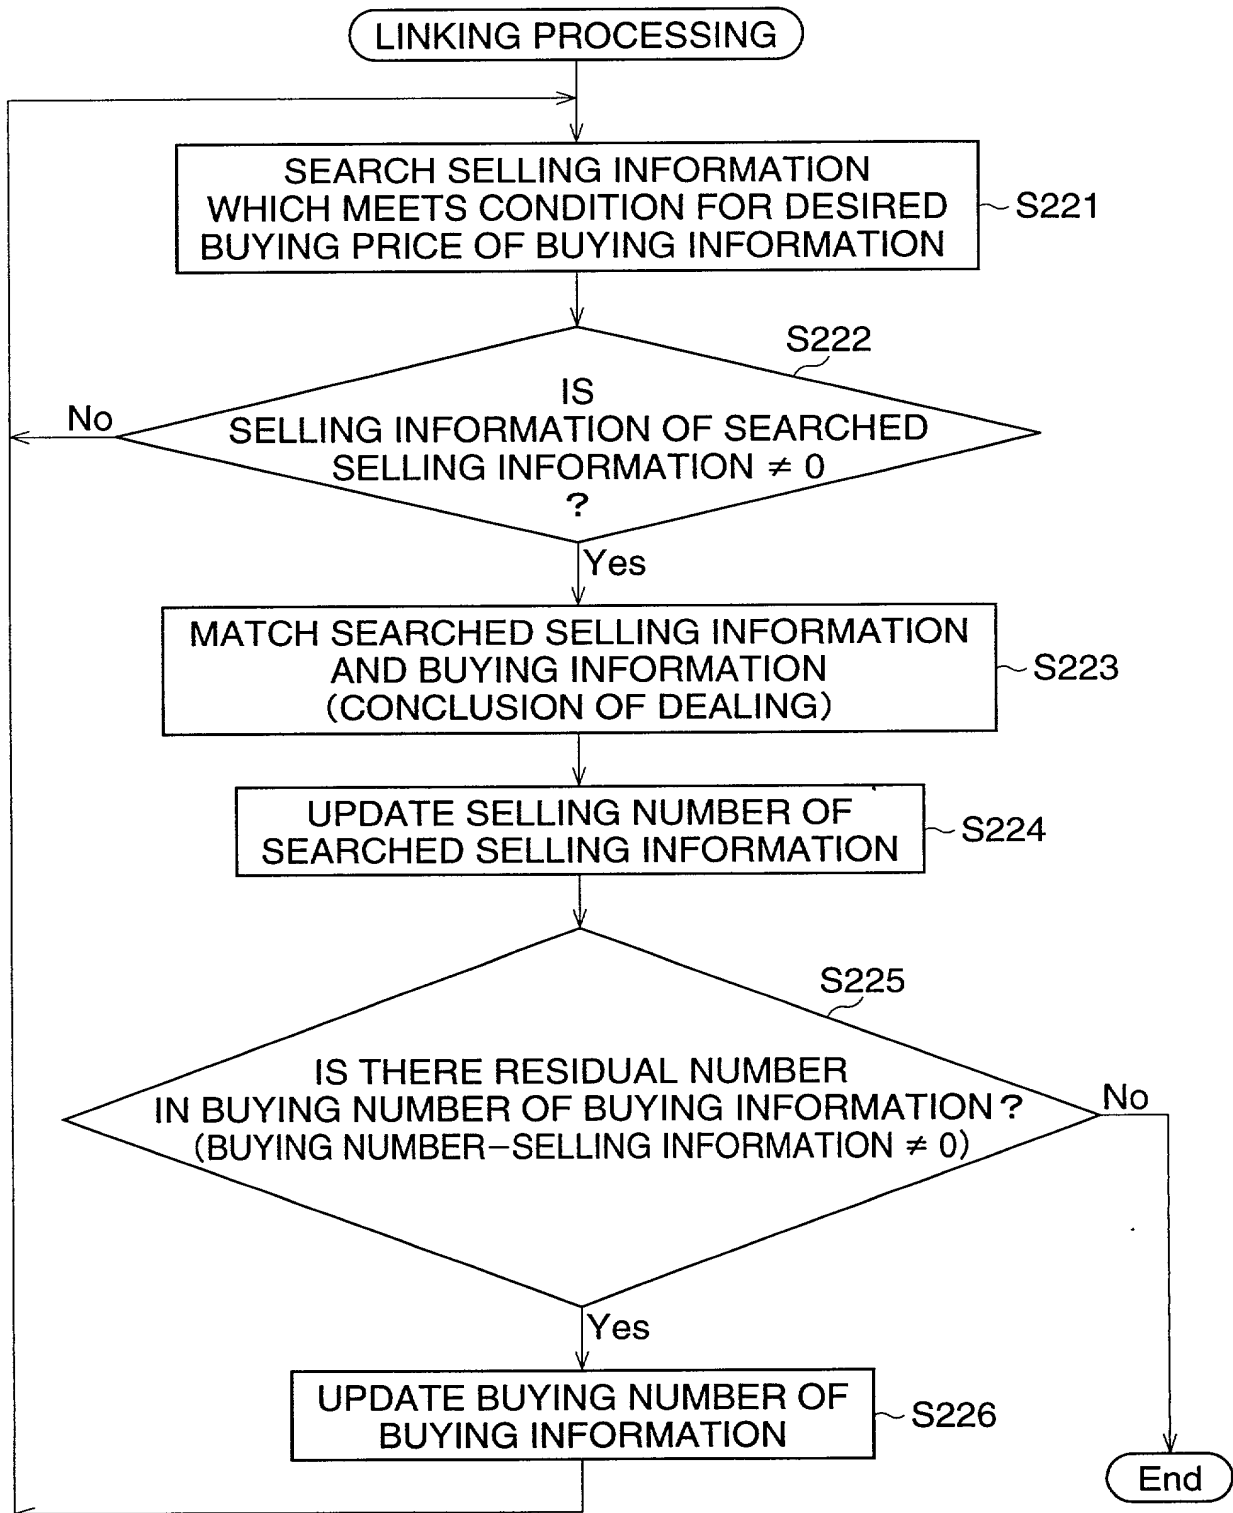 LINKING PROCESSING
SEARCH SELLING INFORMATION
WHICH MEETS CONDITION FOR DESIRED
BUYING PRICE OF BUYING INFORMATION
S221
S222
No
IS
SELLING INFORMATION OF SEARCHED
SELLING INFORMATION ≠ 0
?
Yes
MATCH SEARCHED SELLING INFORMATION
AND BUYING INFORMATION
(CONCLUSION OF DEALING)
S223
UPDATE SELLING NUMBER OF
SEARCHED SELLING INFORMATION
S224
S225
IS THERE RESIDUAL NUMBER
IN BUYING NUMBER OF BUYING INFORMATION ?
(BUYING NUMBER−SELLING INFORMATION ≠ 0)
No
Yes
UPDATE BUYING NUMBER OF
BUYING INFORMATION
S226
End